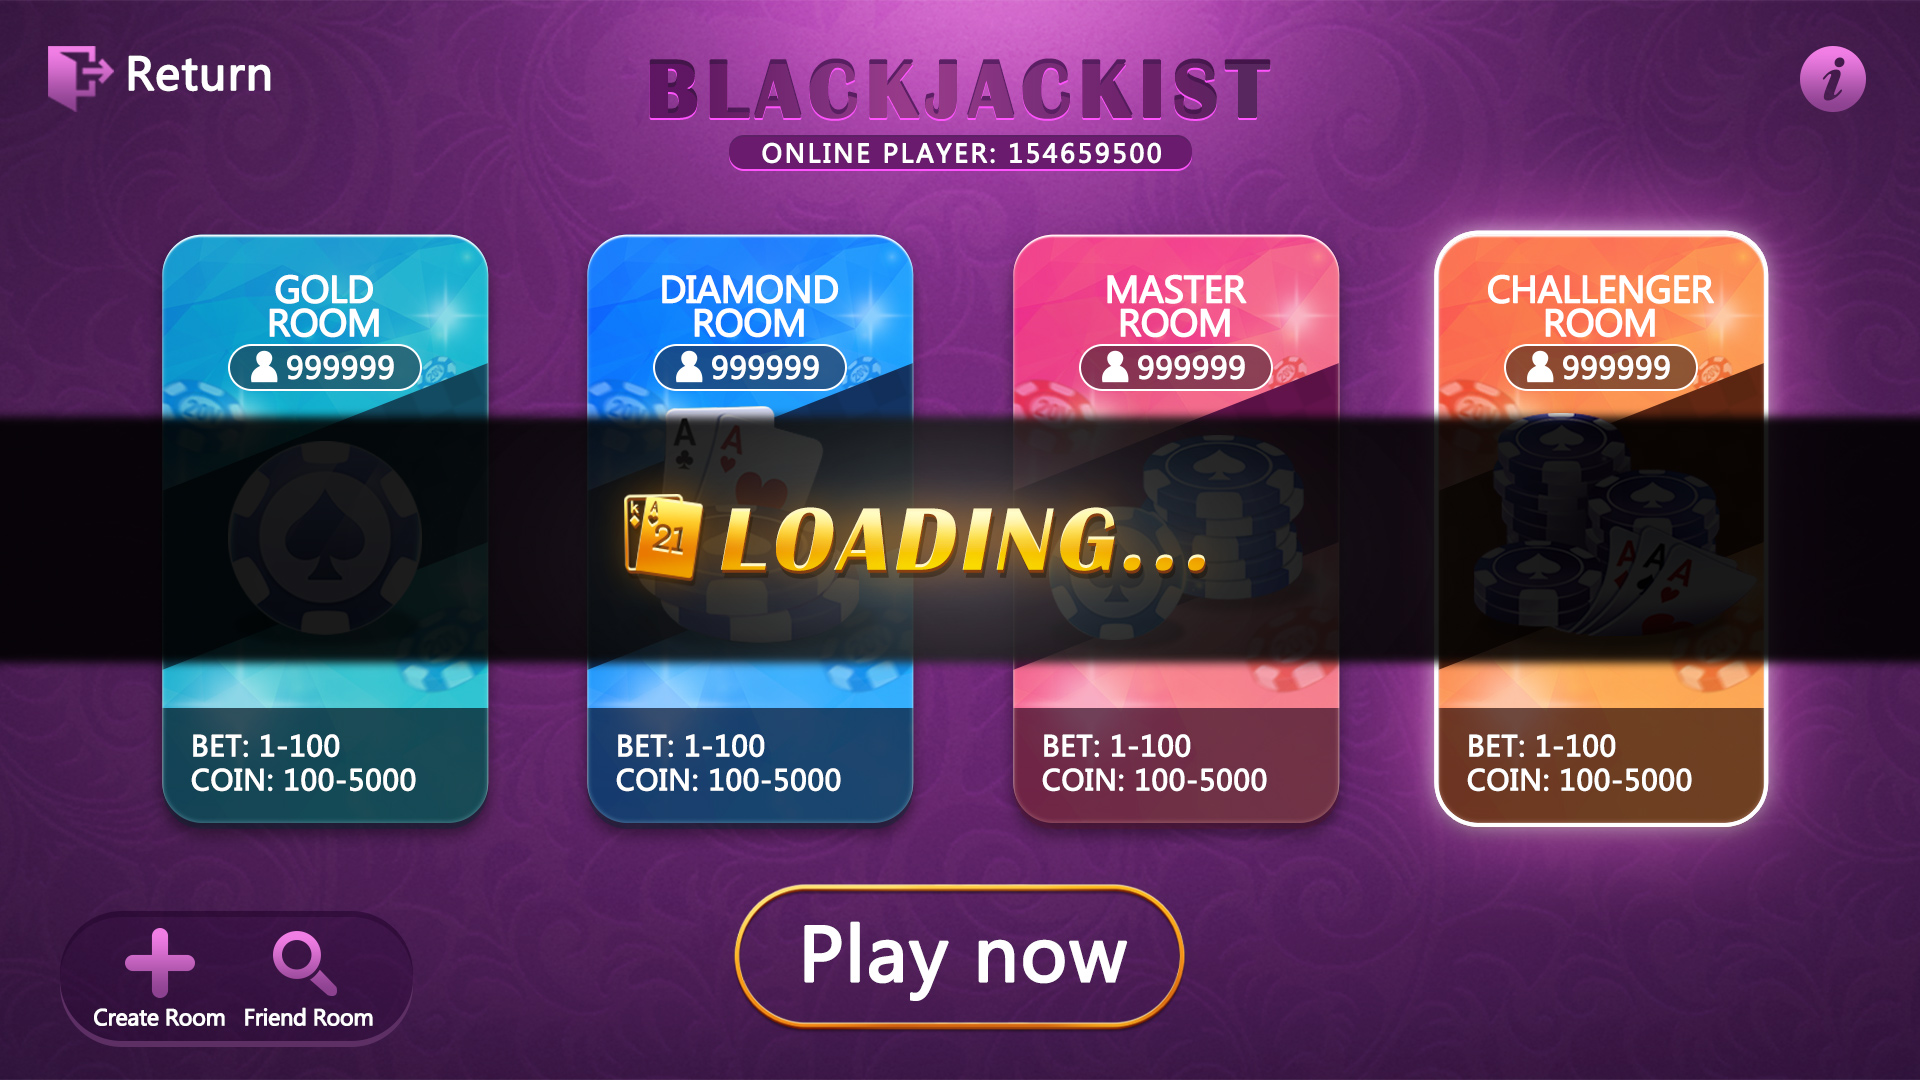 Return
BLACKJACKIST
i
ONLINE PLAYER: 154659500
GOLD
ROOM
999999
DIAMOND
ROOM
999999
MASTER
ROOM
999999
CHALLENGER
ROOM
999999
A
A
K
A
21
LOADING...
A
A
A
BET: 1-100
COIN: 100-5000
BET: 1-100
COIN: 100-5000
BET: 1-100
COIN: 100-5000
BET: 1-100
COIN: 100-5000
Create Room
Friend Room
Play now